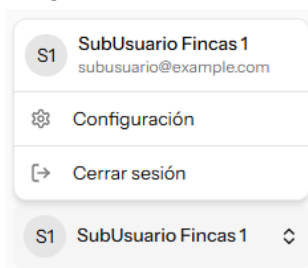 S1
SubUsuario Fincas 1
subusuario@example.com
Configuración
Cerrar sesión
S1
SubUsuario Fincas 1